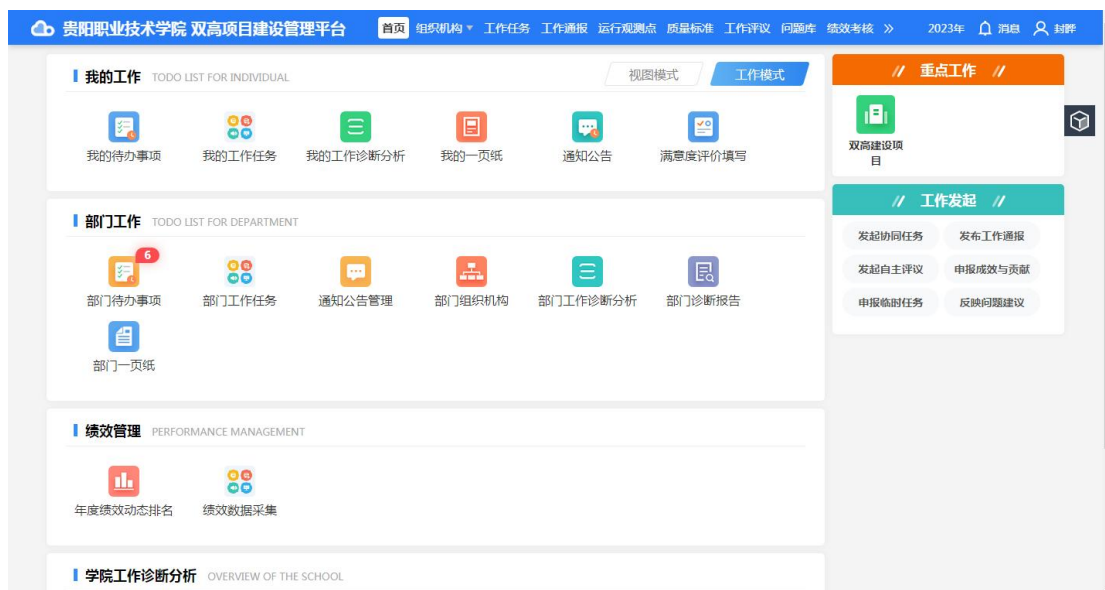 贵阳职业技术学院 双高项目建设管理平台 首页 组织机构 工作任务 工作通报 运行观测点 质量标准 工作评议 问题库 绩效考核 2023年 消息 封晔
我的工作 TODO LIST FOR INDIVIDUAL 视图模式 工作模式
我的待办事项 我的工作任务 我的工作诊断分析 我的一页纸 通知公告 满意度评价填写
部门工作 TODO LIST FOR DEPARTMENT
6
部门待办事项 部门工作任务 通知公告管理 部门组织机构 部门工作诊断分析 部门诊断报告
部门一页纸
绩效管理 PERFORMANCE MANAGEMENT
年度绩效动态排名 绩效数据采集
学院工作诊断分析 OVERVIEW OF THE SCHOOL
// 重点工作 //
双高建设项
目
// 工作发起 //
发起协同任务 发布工作通报
发起自主评议 申报成效与贡献
申报临时任务 反映问题建议